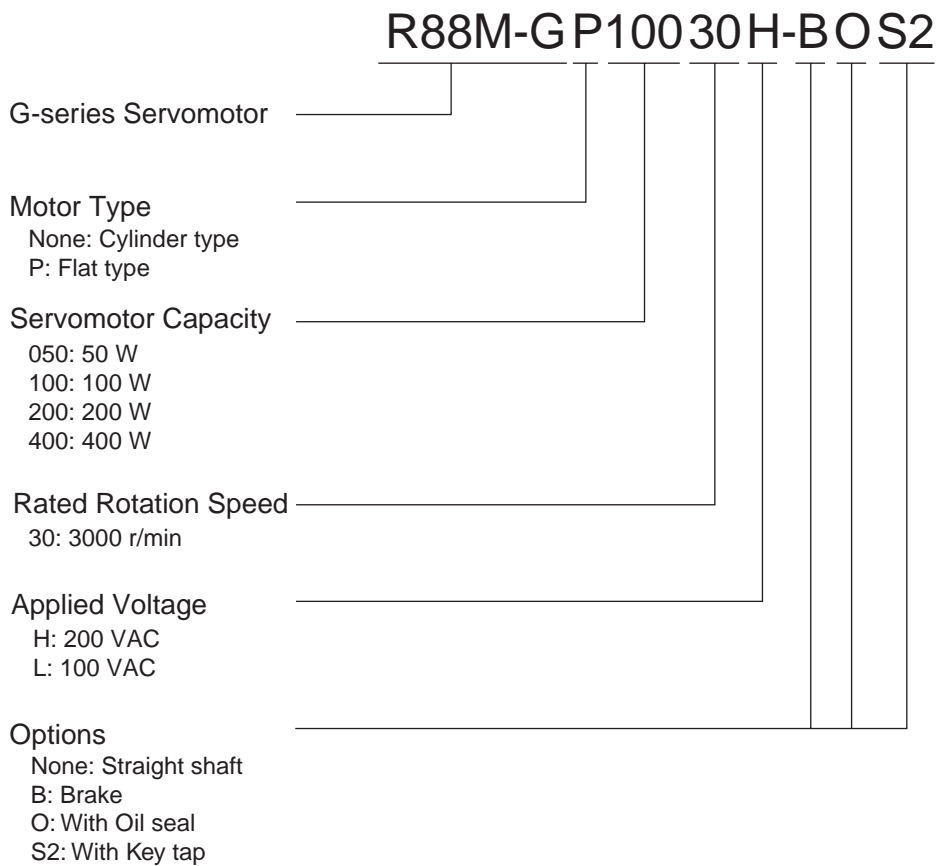 R88M-GP10030H-BOS2
G-series Servomotor
Motor Type
None: Cylinder type
P: Flat type
Servomotor Capacity
050: 50 W
100: 100 W
200: 200 W
400: 400 W
Rated Rotation Speed
30: 3000 r/min
Applied Voltage
H: 200 VAC
L: 100 VAC
Options
None: Straight shaft
B: Brake
O: With Oil seal
S2: With Key tap